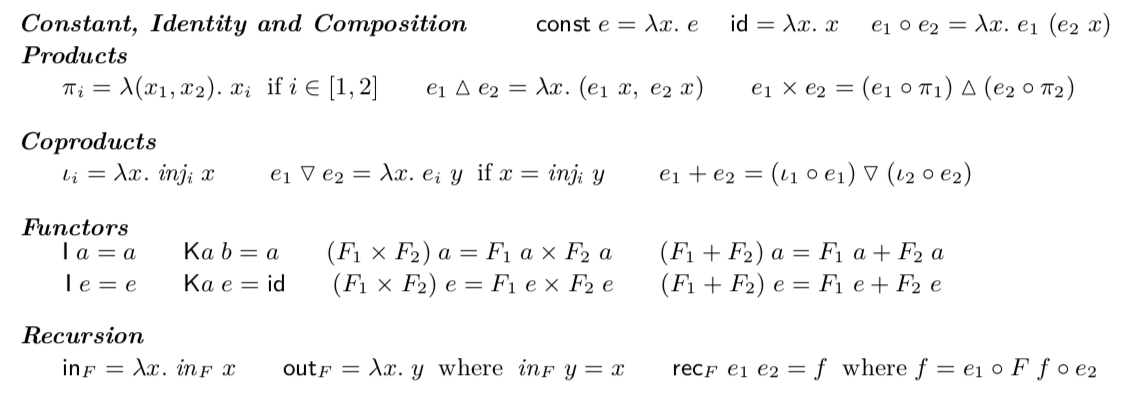 Constant, Identity and Composition const e = λx. e id = λx. x e₁ ∘ e₂ = λx. e₁ (e₂ x)
Products
πᵢ = λ(x₁, x₂). xᵢ if i ∈ [1, 2] e₁ △ e₂ = λx. (e₁ x, e₂ x) e₁ × e₂ = (e₁ ∘ π₁) △ (e₂ ∘ π₂)
Coproducts
ιᵢ = λx. injᵢ x e₁ ▽ e₂ = λx. eᵢ y if x = injᵢ y e₁ + e₂ = (ι₁ ∘ e₁) ▽ (ι₂ ∘ e₂)
Functors
I a = a Ka b = a (F₁ × F₂) a = F₁ a × F₂ a (F₁ + F₂) a = F₁ a + F₂ a
I e = e Ka e = id (F₁ × F₂) e = F₁ e × F₂ e (F₁ + F₂) e = F₁ e + F₂ e
Recursion
in_F = λx. in_F x out_F = λx. y where in_F y = x rec_F e₁ e₂ = f where f = e₁ ∘ F f ∘ e₂